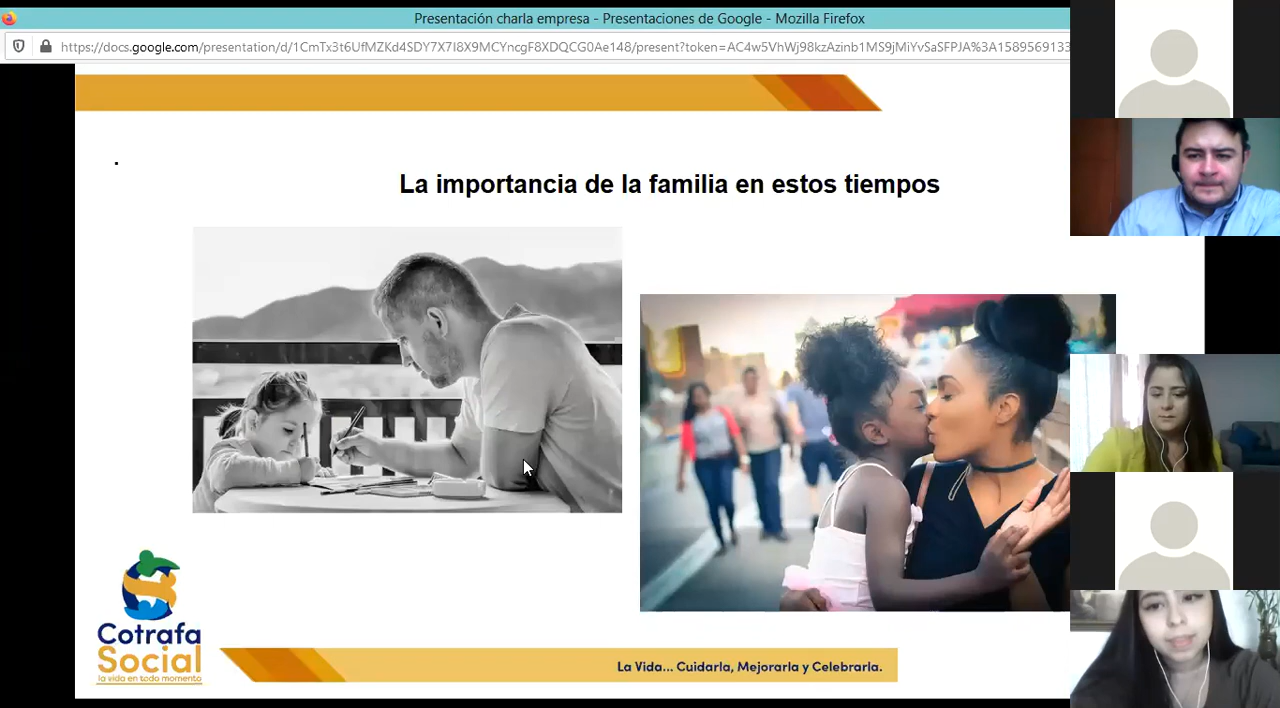 Presentación charla empresa - Presentaciones de Google - Mozilla Firefox
https://docs.google.com/presentation/d/1CmTx3t6UfMZKd4SDY7X7I8X9MCYncgF8XDQCG0Ae148/present?token=AC4w5VhWj98kzAzinb1MS9jMiYvSaSFPJA%3A1589569133
.
La importancia de la familia en estos tiempos
Cotrafa
Social
la vida en todo momento
La Vida... Cuidarla, Mejorarla y Celebrarla.